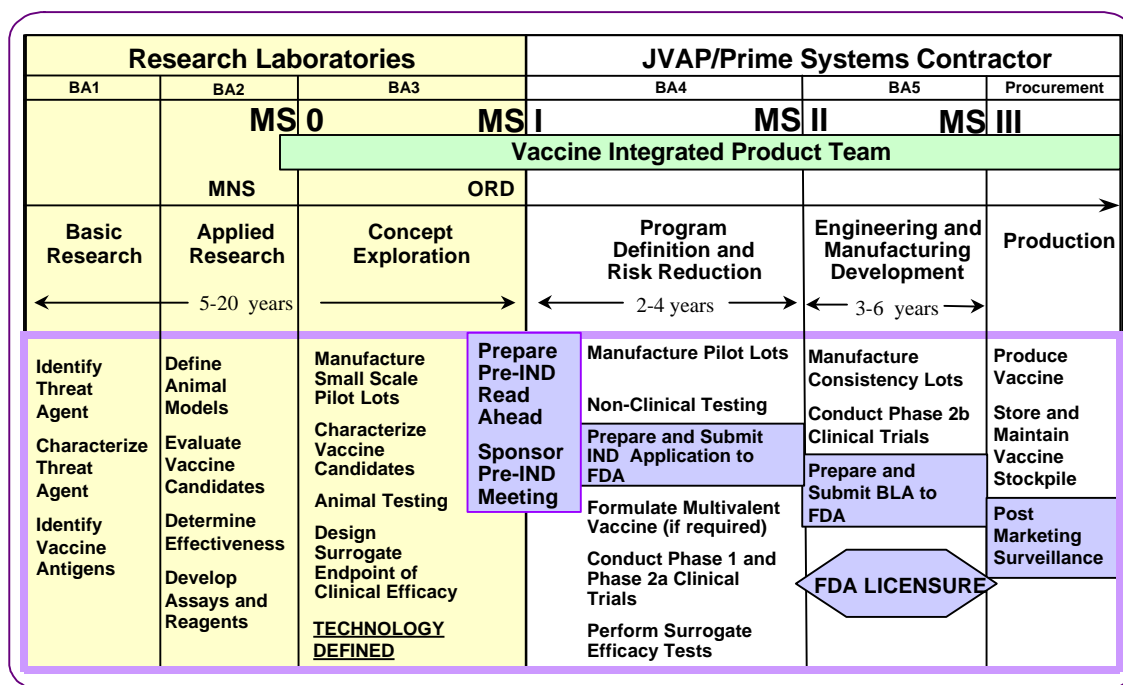 Research Laboratories
JVAP/Prime Systems Contractor
BA1
BA2
BA3
BA4
BA5
Procurement
MS 0
MS I
MS II
MS III
Vaccine Integrated Product Team
MNS
ORD
Basic
Research
Applied
Research
Concept
Exploration
Program
Definition and
Risk Reduction
Engineering and
Manufacturing
Development
Production
5-20 years
2-4 years
3-6 years
Identify
Threat
Agent
Characterize
Threat
Agent
Identify
Vaccine
Antigens
Define
Animal
Models
Evaluate
Vaccine
Candidates
Determine
Effectiveness
Develop
Assays and
Reagents
Manufacture
Small Scale
Pilot Lots
Characterize
Vaccine
Candidates
Animal Testing
Design
Surrogate
Endpoint of
Clinical Efficacy
TECHNOLOGY
DEFINED
Prepare
Pre-IND
Read
Ahead
Sponsor
Pre-IND
Meeting
Manufacture Pilot Lots
Non-Clinical Testing
Prepare and Submit
IND Application to
FDA
Formulate Multivalent
Vaccine (if required)
Conduct Phase 1 and
Phase 2a Clinical
Trials
Perform Surrogate
Efficacy Tests
Manufacture
Consistency Lots
Conduct Phase 2b
Clinical Trials
Prepare and
Submit BLA to
FDA
FDA LICENSURE
Produce
Vaccine
Store and
Maintain
Vaccine
Stockpile
Post
Marketing
Surveillance